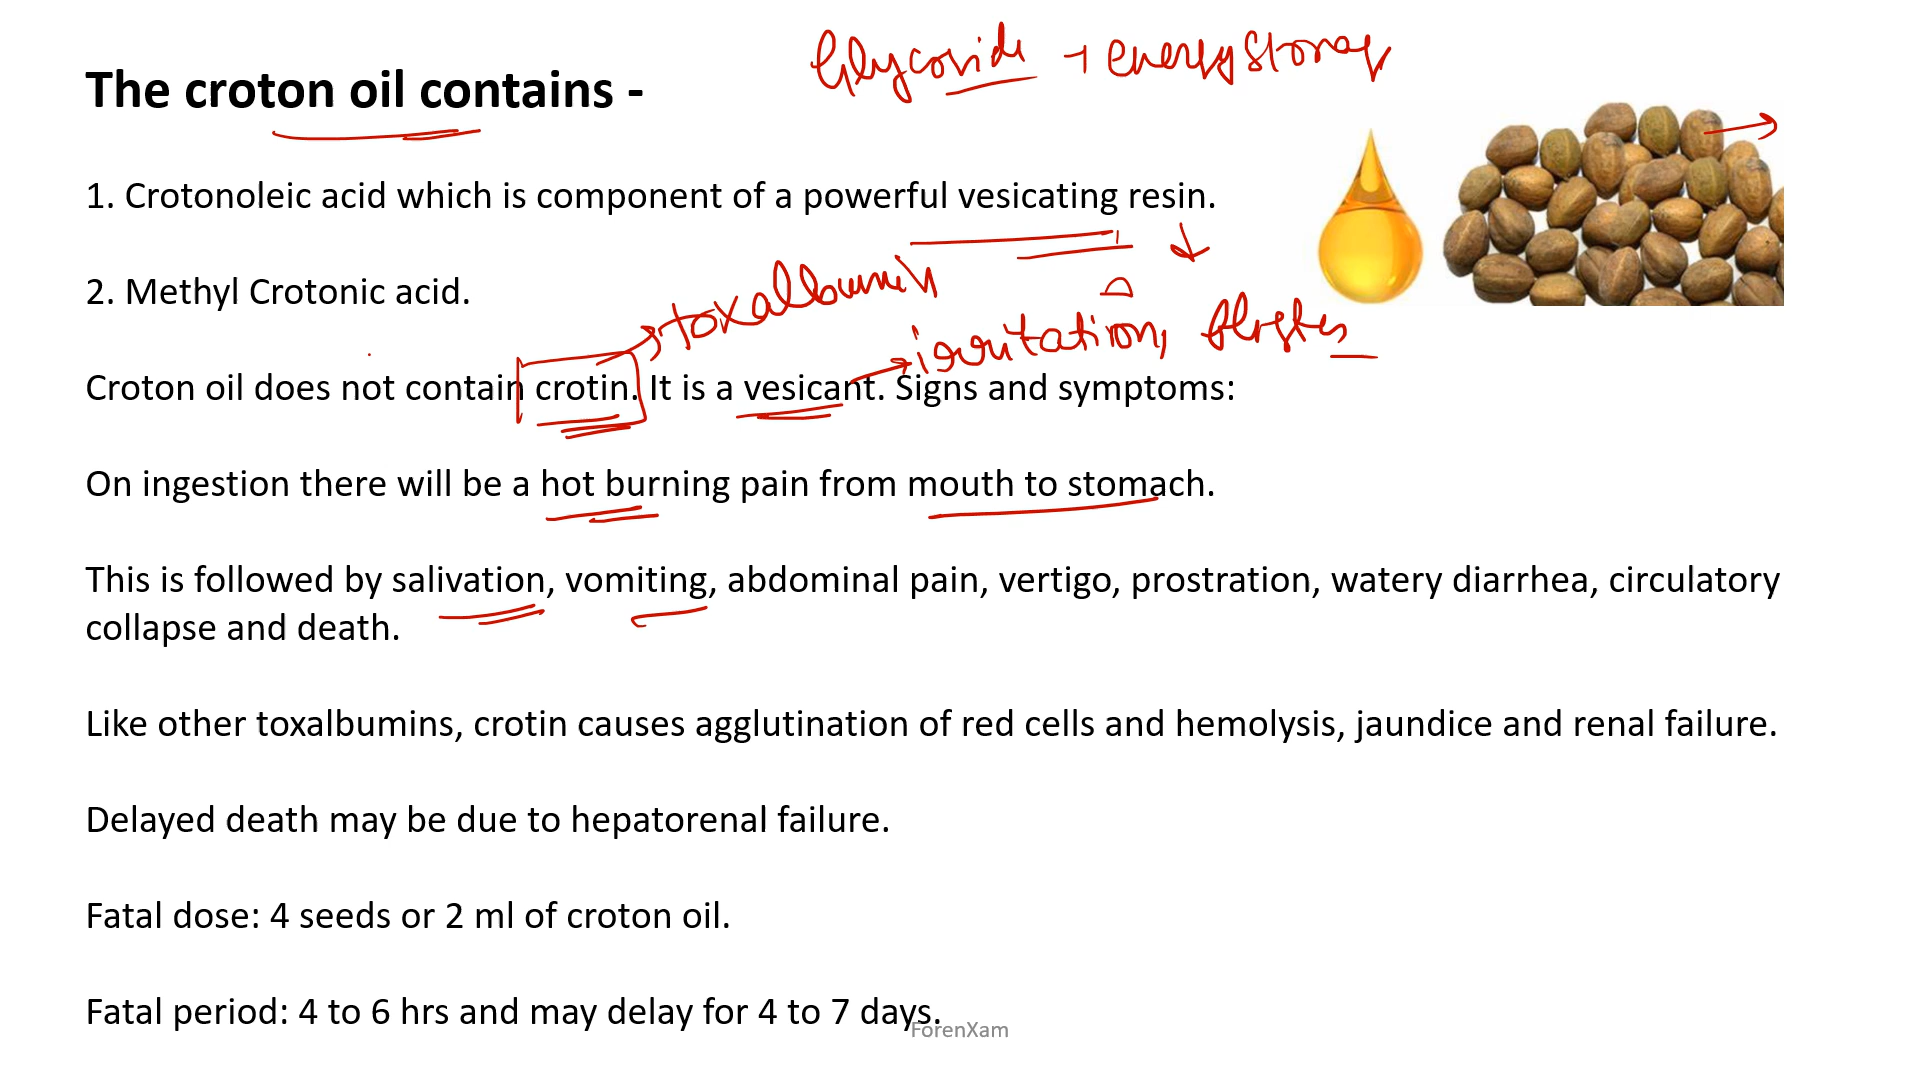 Glycoside → energy storage
The croton oil contains -
1. Crotonoleic acid which is component of a powerful vesicating resin.
2. Methyl Crotonic acid.
toxalbumin
irritation, blisters
Croton oil does not contain crotin. It is a vesicant. Signs and symptoms:
On ingestion there will be a hot burning pain from mouth to stomach.
This is followed by salivation, vomiting, abdominal pain, vertigo, prostration, watery diarrhea, circulatory
collapse and death.
Like other toxalbumins, crotin causes agglutination of red cells and hemolysis, jaundice and renal failure.
Delayed death may be due to hepatorenal failure.
Fatal dose: 4 seeds or 2 ml of croton oil.
Fatal period: 4 to 6 hrs and may delay for 4 to 7 days.
ForenXam